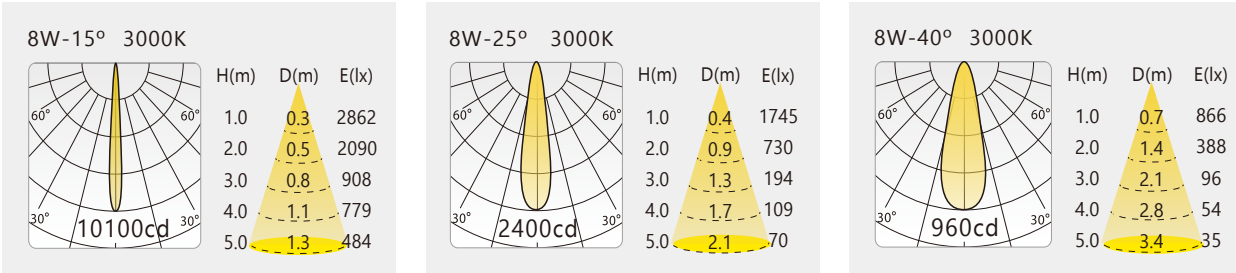 8W-15º 3000K
H(m) D(m) E(lx)
60° 60°
1.0 0.3 2862
2.0 0.5 2090
3.0 0.8 908
4.0 1.1 779
5.0 1.3 484
30° 30°
10100cd
8W-25º 3000K
H(m) D(m) E(lx)
60° 60°
1.0 0.4 1745
2.0 0.9 730
3.0 1.3 194
4.0 1.7 109
5.0 2.1 70
30° 30°
2400cd
8W-40º 3000K
H(m) D(m) E(lx)
60° 60°
1.0 0.7 866
2.0 1.4 388
3.0 2.1 96
4.0 2.8 54
5.0 3.4 35
30° 30°
960cd